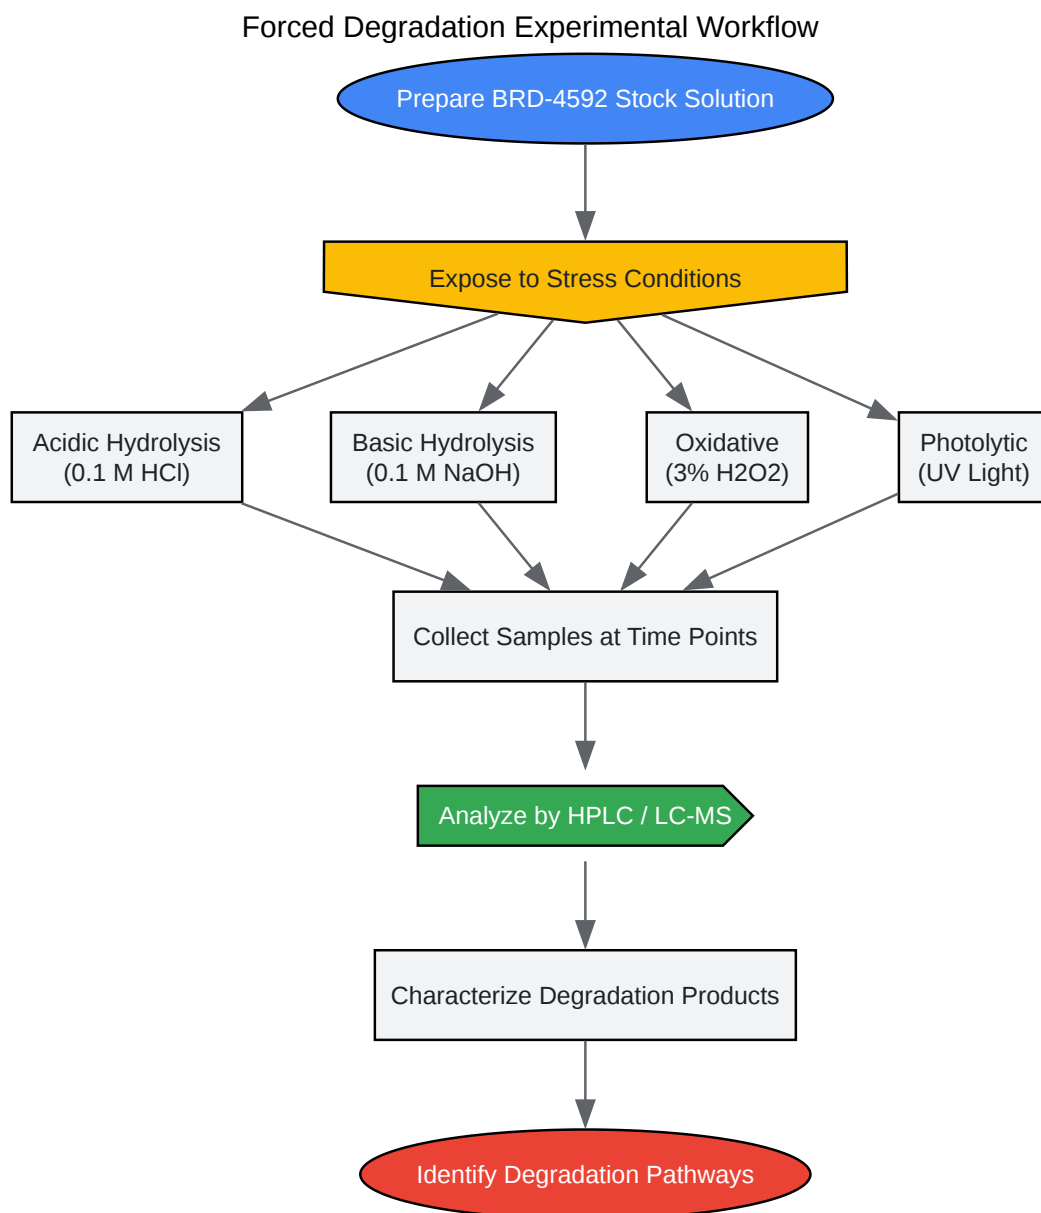 Forced Degradation Experimental Workflow
Prepare BRD-4592 Stock Solution
Expose to Stress Conditions
Acidic Hydrolysis
(0.1 M HCl)
Basic Hydrolysis
(0.1 M NaOH)
Oxidative
(3% H2O2)
Photolytic
(UV Light)
Collect Samples at Time Points
Analyze by HPLC / LC-MS
Characterize Degradation Products
Identify Degradation Pathways